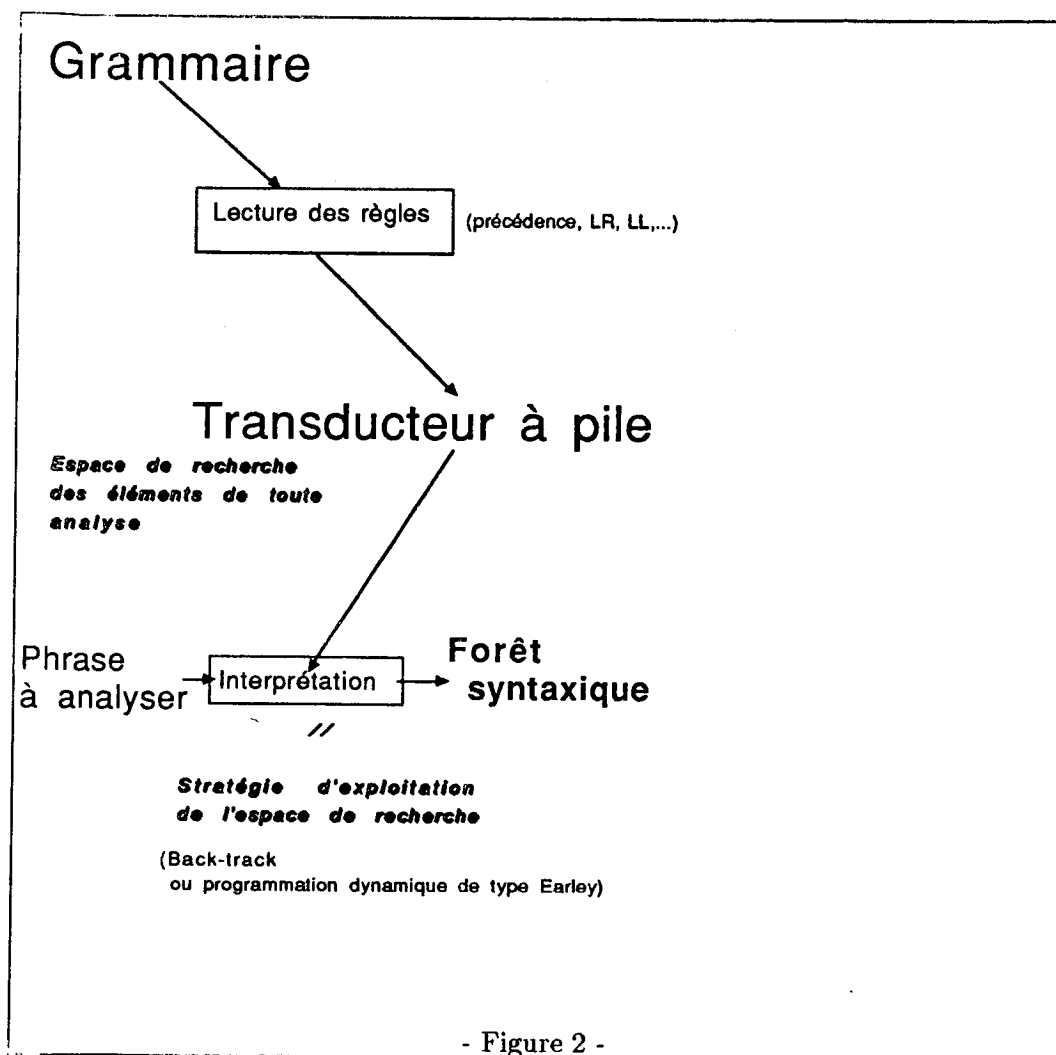 Grammaire
Lecture des règles
(précédence, LR, LL,...)
Transducteur à pile
Espace de recherche
des éléments de toute
analyse
Phrase
à analyser
Interprétation
Forêt
syntaxique
//
Stratégie d'exploitation
de l'espace de recherche
(Back-track
ou programmation dynamique de type Earley)
- Figure 2 -